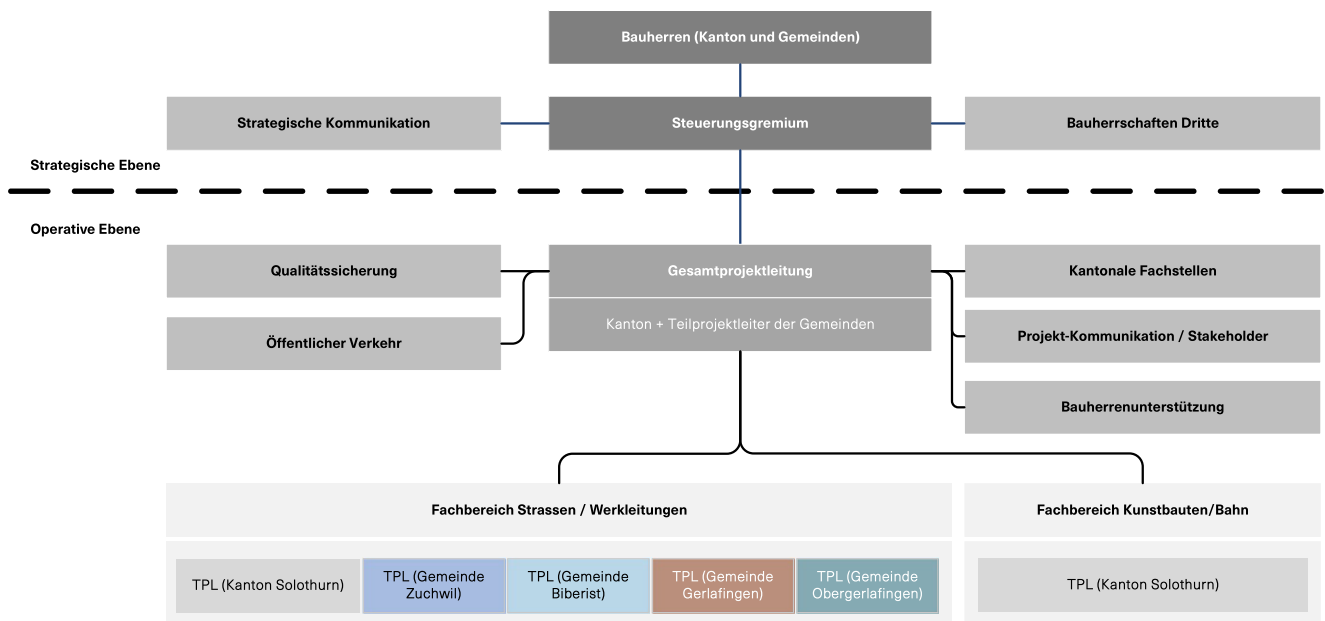 Bauherren (Kanton und Gemeinden)
Strategische Kommunikation
Steuerungsgremium
Bauherrschaften Dritte
Strategische Ebene
Operative Ebene
Qualitätssicherung
Gesamtprojektleitung
Kantonale Fachstellen
Öffentlicher Verkehr
Kanton + Teilprojektleiter der Gemeinden
Projekt-Kommunikation / Stakeholder
Bauherrenunterstützung
Fachbereich Strassen / Werkleitungen
Fachbereich Kunstbauten/Bahn
TPL (Kanton Solothurn)
TPL (Gemeinde
Zuchwil)
TPL (Gemeinde
Biberist)
TPL (Gemeinde
Gerlafingen)
TPL (Gemeinde
Obergerlafingen)
TPL (Kanton Solothurn)